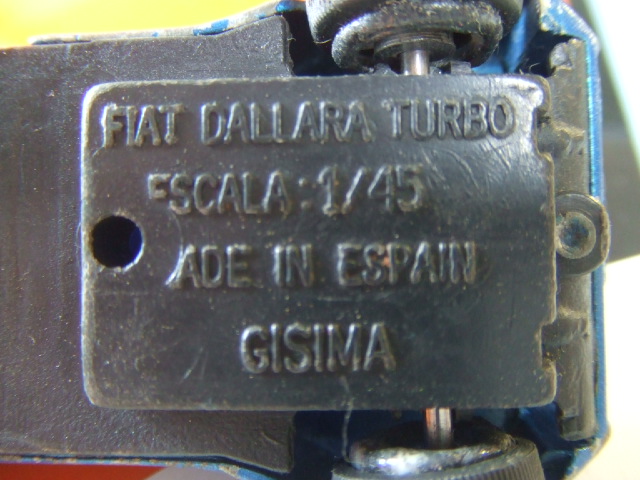 FIAT DALLARA TURBO
ESCALA: 1/45
ADE IN ESPAIN
GISIMA